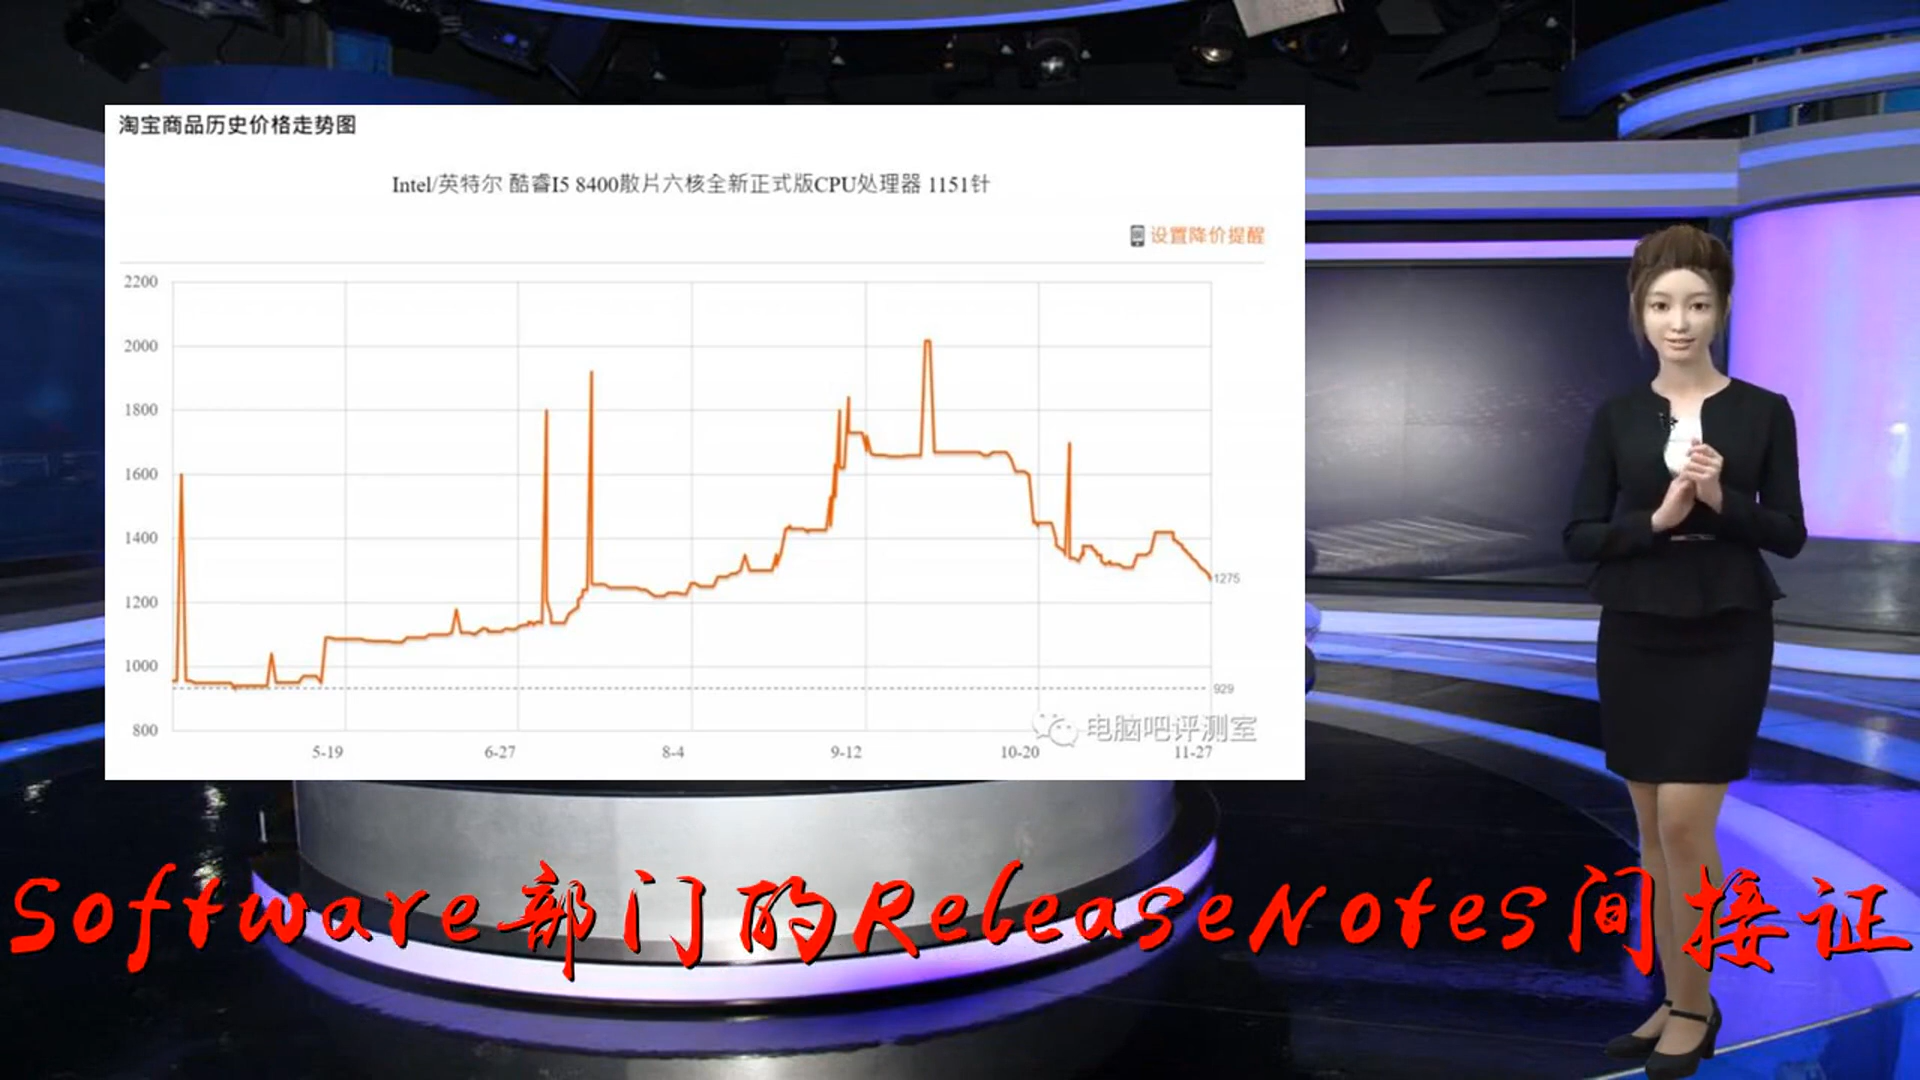 淘宝商品历史价格走势图
Intel/英特尔 酷睿I5 8400散片六核全新正式版CPU处理器 1151针
设置降价提醒
2200
2000
1800
1600
1400
1200
1000
800
1275
929
电脑吧评测室
5-19 6-27 8-4 9-12 10-20 11-27
Software部门的ReleaseNotes间接证